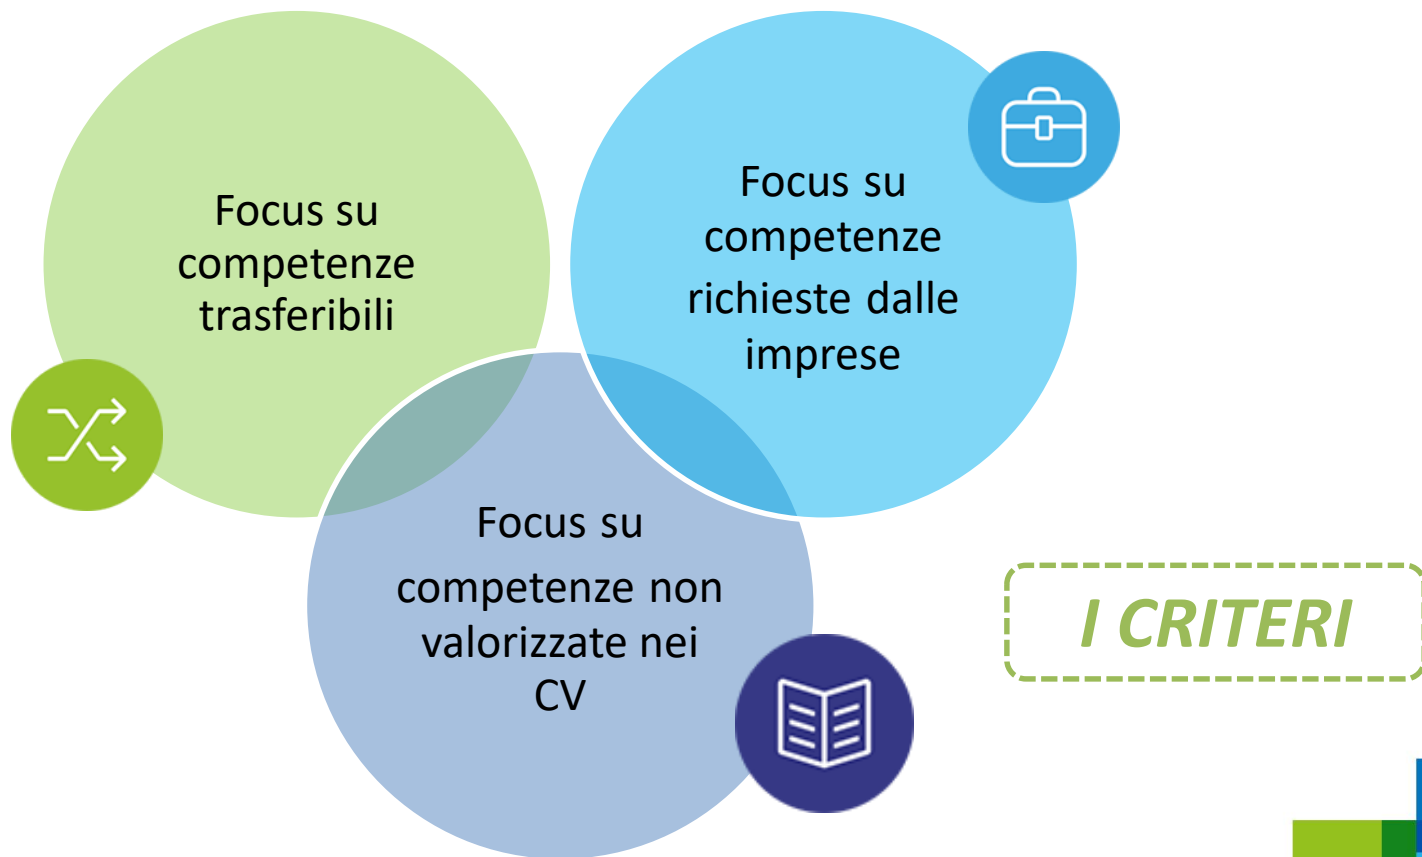 Focus su
competenze
trasferibili
Focus su
competenze
richieste dalle
imprese
Focus su
competenze non
valorizzate nei
CV
I CRITERI